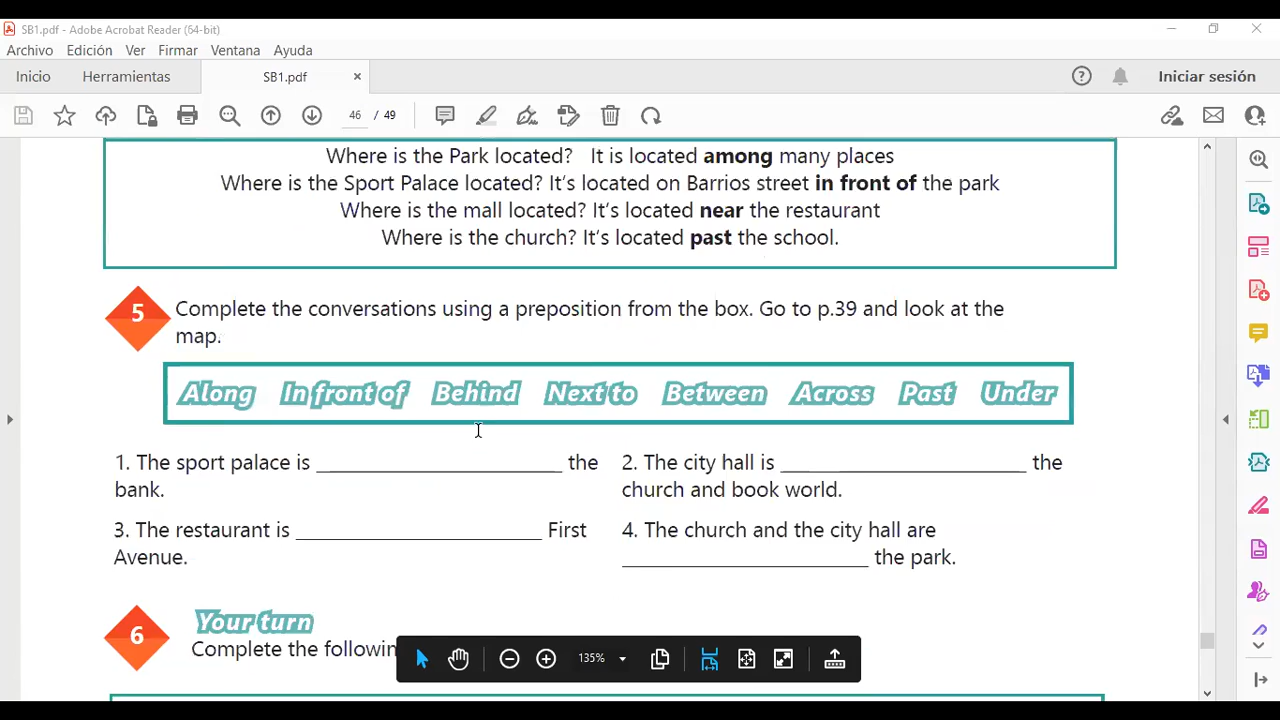 SB1.pdf - Adobe Acrobat Reader (64-bit)
Archivo Edición Ver Firmar Ventana Ayuda
Inicio Herramientas SB1.pdf × Iniciar sesión
46 / 49
Where is the Park located? It is located among many places
Where is the Sport Palace located? It’s located on Barrios street in front of the park
Where is the mall located? It’s located near the restaurant
Where is the church? It’s located past the school.
5 Complete the conversations using a preposition from the box. Go to p.39 and look at the
map.
Along In front of Behind Next to Between Across Past Under
1. The sport palace is ______________________ the
bank.
2. The city hall is ______________________ the
church and book world.
3. The restaurant is ______________________ First
Avenue.
4. The church and the city hall are
______________________ the park.
6 Your turn
Complete the followin
135%